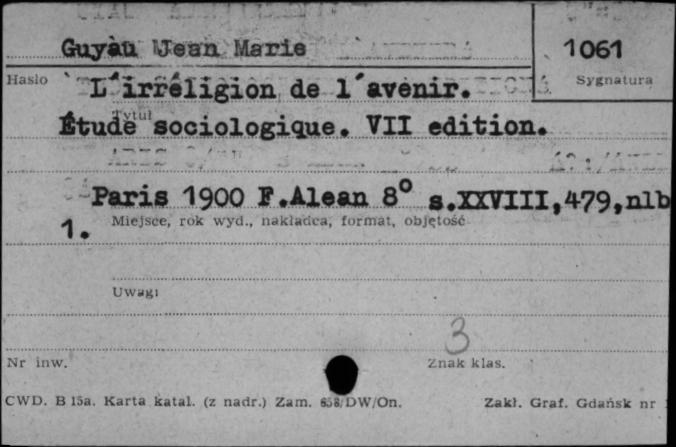 Guyau Jean Marie
1061
Hasło
Sygnatura
L'irréligion de l'avenir.
Tytuł
Étude sociologique. VII edition.
Paris 1900 F.Alean 8° s.XXVIII,479,nlb
1.
Miejsce, rok wyd., nakładca, format, objętość
Uwagi
3
Nr inw.
Znak klas.
CWD. B 15a. Karta katal. (z nadr.) Zam. 658/DW/On.
Zakł. Graf. Gdańsk nr